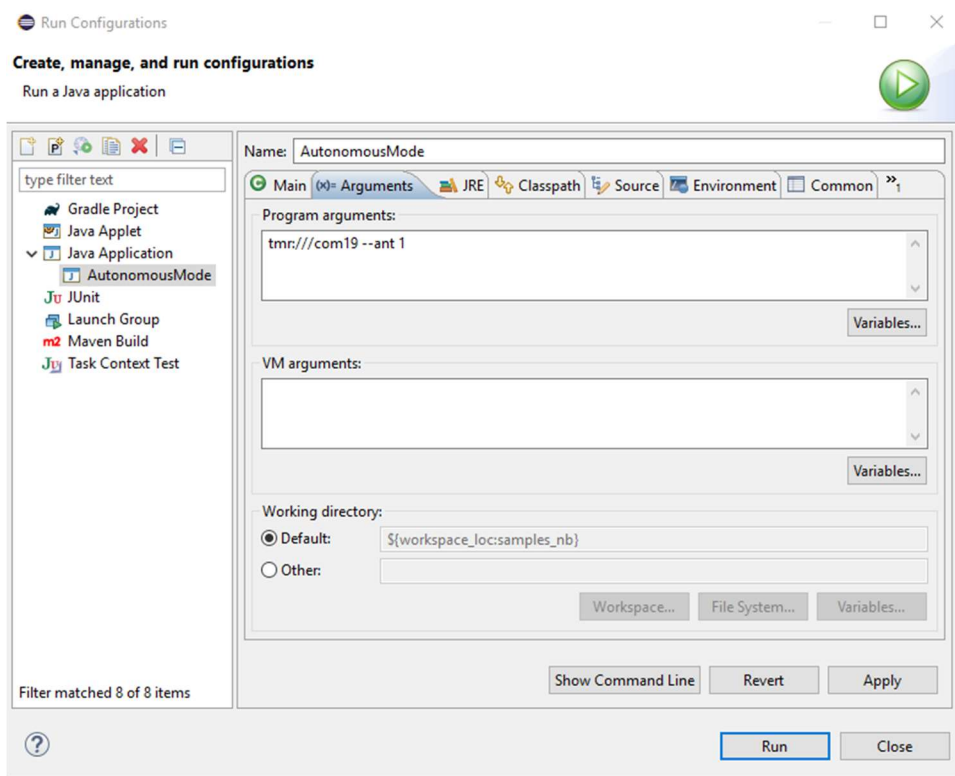 Run Configurations
Create, manage, and run configurations
Run a Java application
type filter text
Gradle Project
Java Applet
Java Application
AutonomousMode
JUnit
Launch Group
Maven Build
Task Context Test
Filter matched 8 of 8 items
Name: AutonomousMode
Main (x)= Arguments JRE Classpath Source Environment Common »1
Program arguments:
tmr:///com19 --ant 1
Variables...
VM arguments:
Variables...
Working directory:
Default: ${workspace_loc:samples_nb}
Other:
Workspace... File System... Variables...
Show Command Line Revert Apply
Run Close